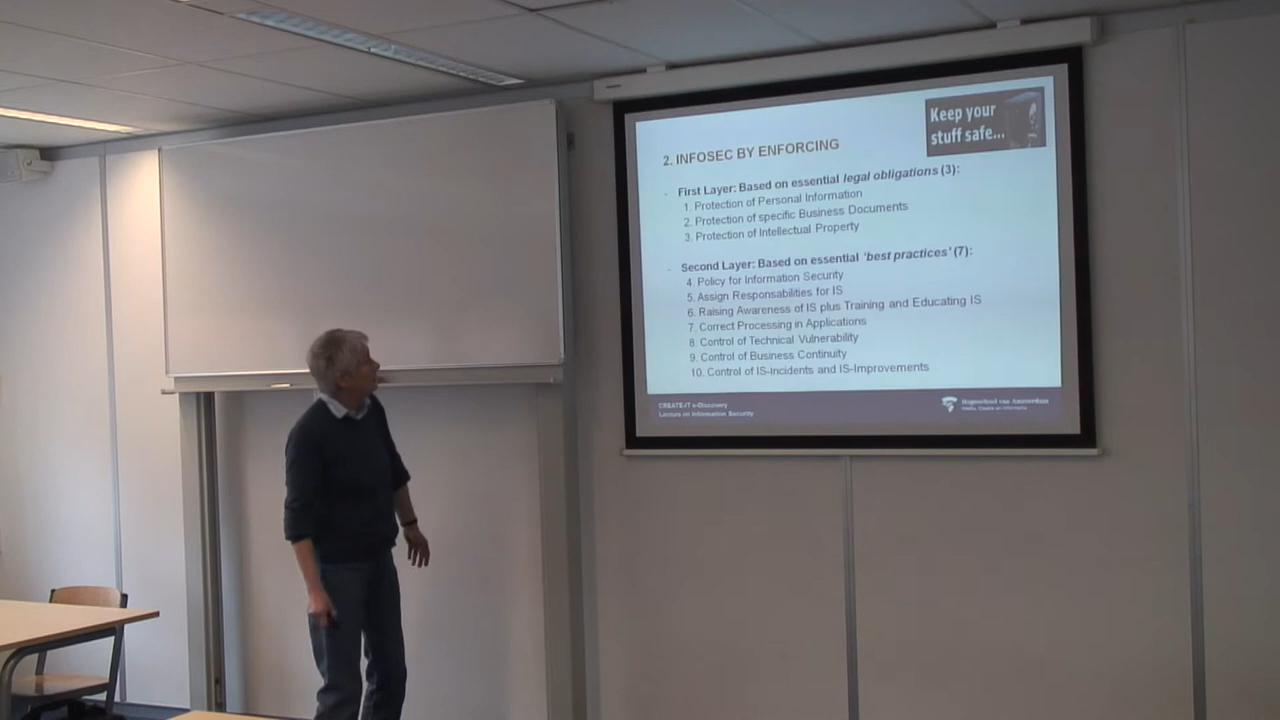 Keep your
stuff safe...
2. INFOSEC BY ENFORCING
- First Layer: Based on essential legal obligations (3):
1. Protection of Personal Information
2. Protection of specific Business Documents
3. Protection of Intellectual Property
- Second Layer: Based on essential 'best practices' (7):
4. Policy for Information Security
5. Assign Responsabilities for IS
6. Raising Awareness of IS plus Training and Educating IS
7. Correct Processing in Applications
8. Control of Technical Vulnerability
9. Control of Business Continuity
10. Control of IS-Incidents and IS-Improvements
CREATE-IT e-Discovery
Lecture on Information Security
Hogeschool van Amsterdam
Media, Creatie en Informatie